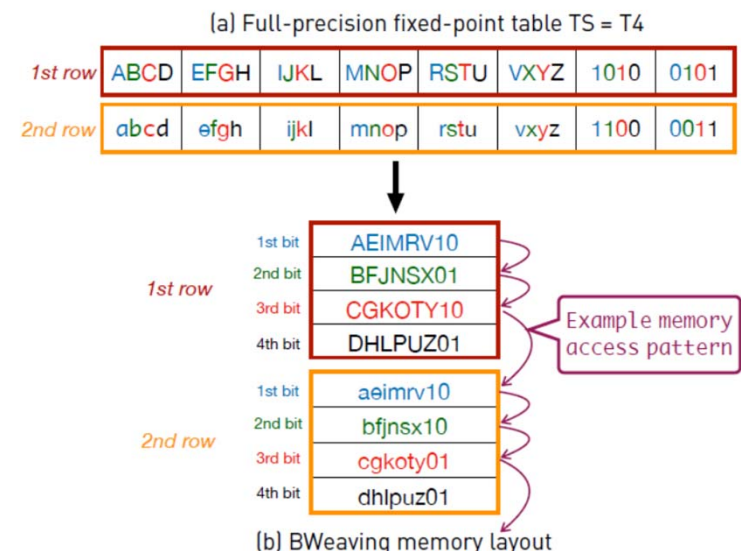 (a) Full-precision fixed-point table TS = T4
1st row ABCD EFGH IJKL MNOP RSTU VXYZ 1010 0101
2nd row abcd efgh ijkl mnop rstu vxyz 1100 0011
1st bit AEIMRV10
2nd bit BFJNSX01
1st row
3rd bit CGKOTY10
Example memory
access pattern
4th bit DHLPUZ01
1st bit aeimrv10
2nd bit bfjnsx10
2nd row
3rd bit cgkoty01
4th bit dhlpuz01
(b) BWeaving memory layout